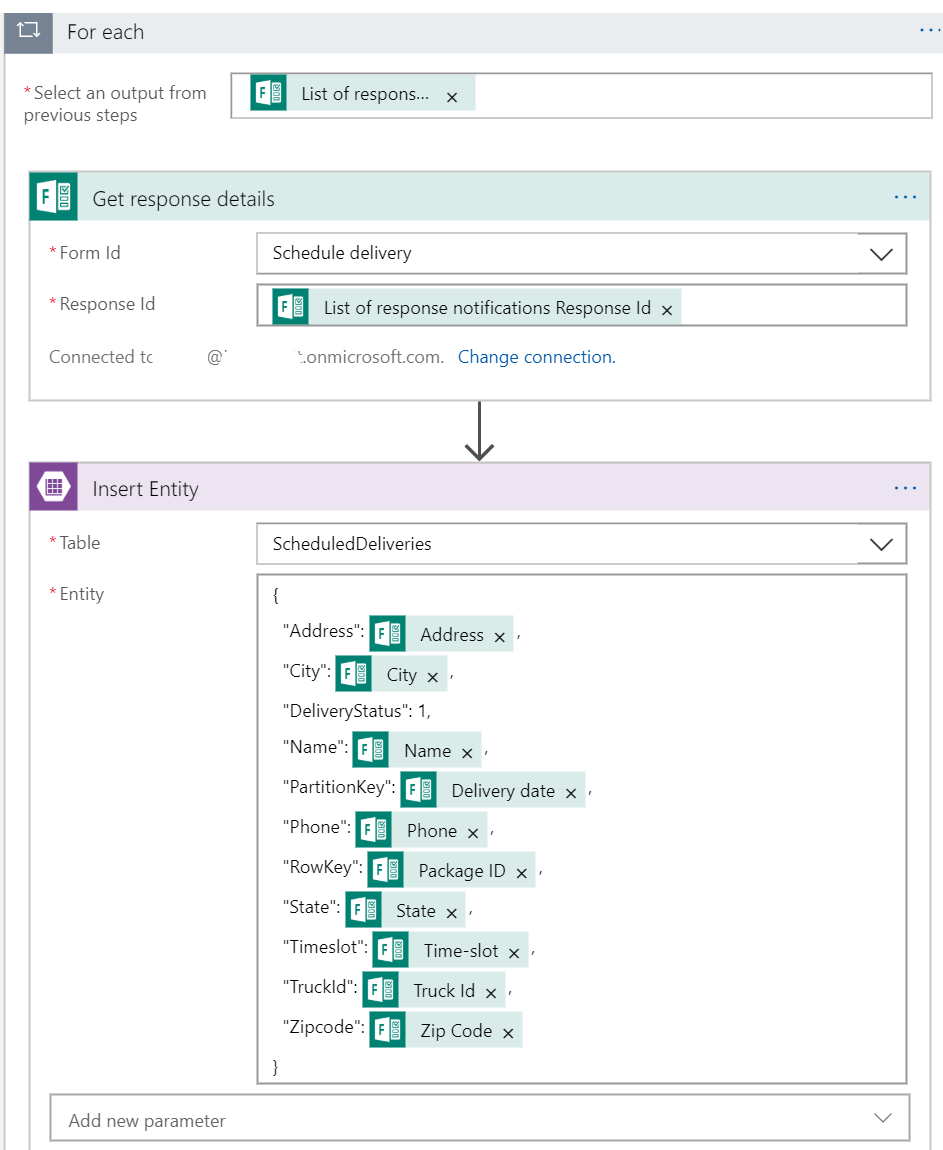 For each
*Select an output from
previous steps
List of respons...
Get response details
*Form Id
Schedule delivery
*Response Id
List of response notifications Response Id
Connected to @ .onmicrosoft.com. Change connection.
Insert Entity
*Table
ScheduledDeliveries
*Entity
{
"Address": Address ,
"City": City ,
"DeliveryStatus": 1,
"Name": Name ,
"PartitionKey": Delivery date ,
"Phone": Phone ,
"RowKey": Package ID ,
"State": State ,
"Timeslot": Time-slot ,
"TruckId": Truck Id ,
"Zipcode": Zip Code
}
Add new parameter